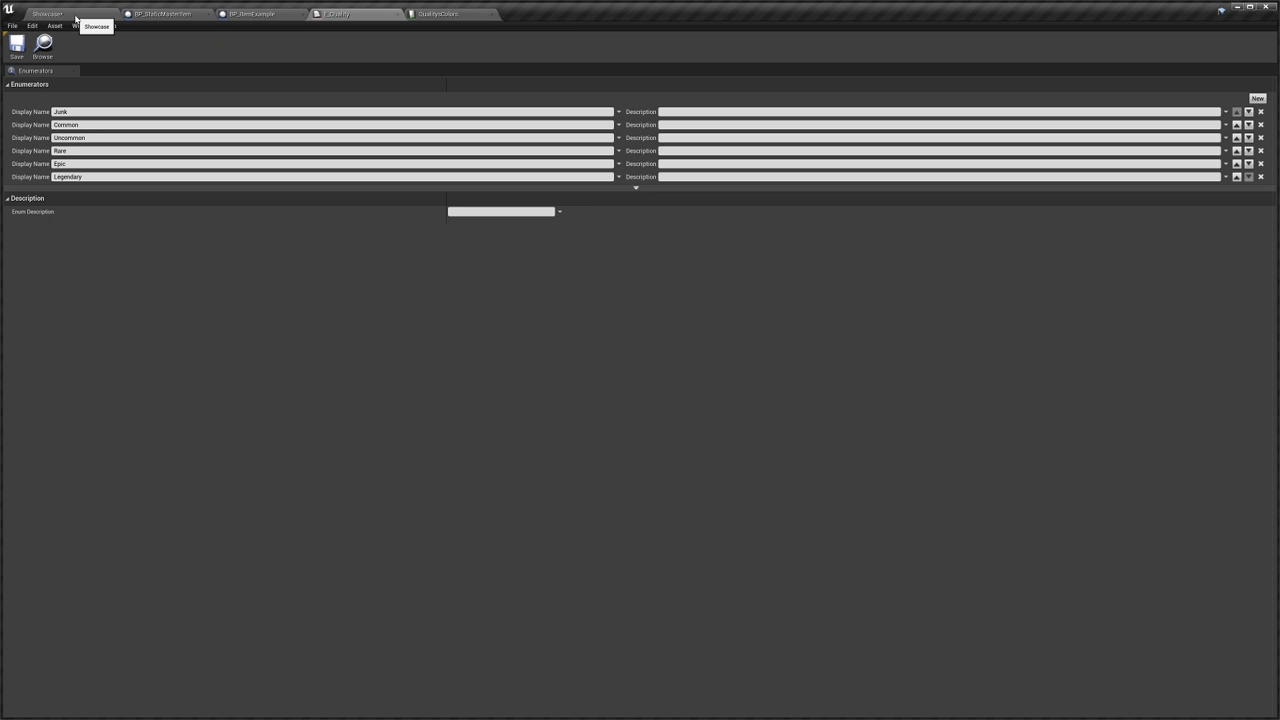 Showcase* BP_StaticMasterItem BP_ItemExample E_Quality QualitysColors
File Edit Asset
Showcase
Save Browse
Enumerators
Enumerators
New
Display Name Junk Description
Display Name Common Description
Display Name Uncommon Description
Display Name Rare Description
Display Name Epic Description
Display Name Legendary Description
Description
Enum Description